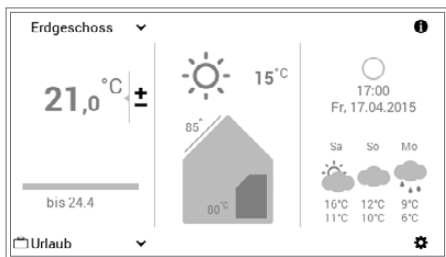 Erdgeschoss
21,0 °C ±
bis 24.4
Urlaub
15°C
85°
80°C
17:00
Fr, 17.04.2015
Sa So Mo
16°C 12°C 9°C
11°C 10°C 6°C